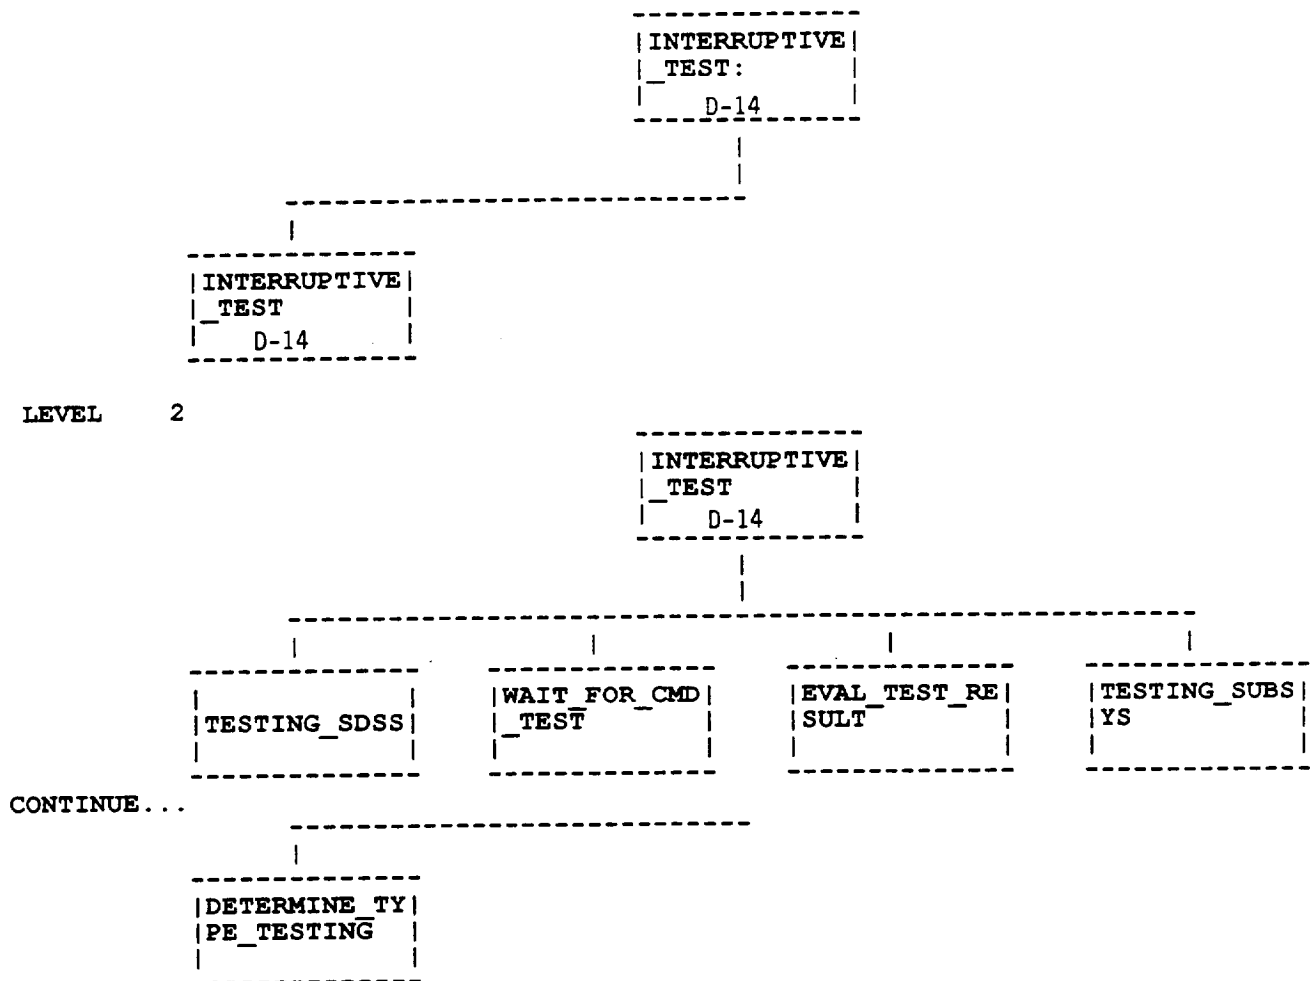 INTERRUPTIVE
_TEST:
D-14
INTERRUPTIVE
_TEST
D-14
LEVEL 2
INTERRUPTIVE
_TEST
D-14
TESTING_SDSS
WAIT_FOR_CMD
_TEST
EVAL_TEST_RE
SULT
TESTING_SUBS
YS
CONTINUE...
DETERMINE_TY
PE_TESTING